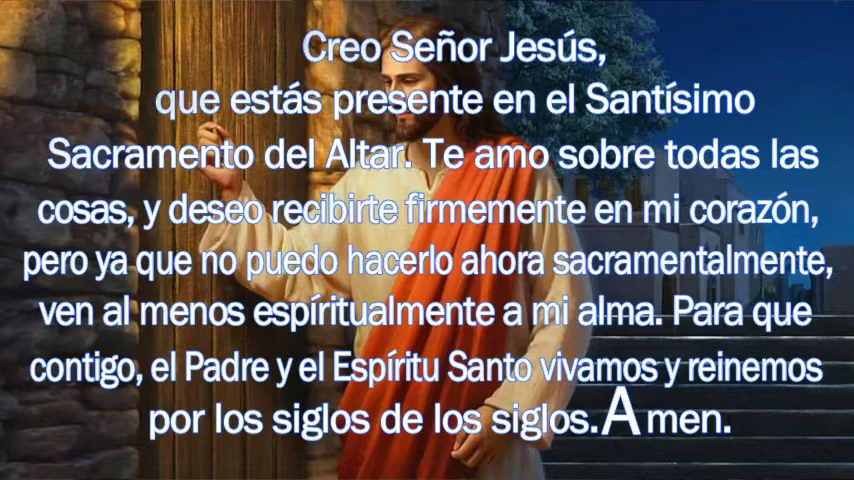 Creo Señor Jesús,
que estás presente en el Santísimo
Sacramento del Altar. Te amo sobre todas las
cosas, y deseo recibirte firmemente en mi corazón,
pero ya que no puedo hacerlo ahora sacramentalmente,
ven al menos espíritualmente a mi alma. Para que
contigo, el Padre y el Espíritu Santo vivamos y reinemos
por los siglos de los siglos.Amen.